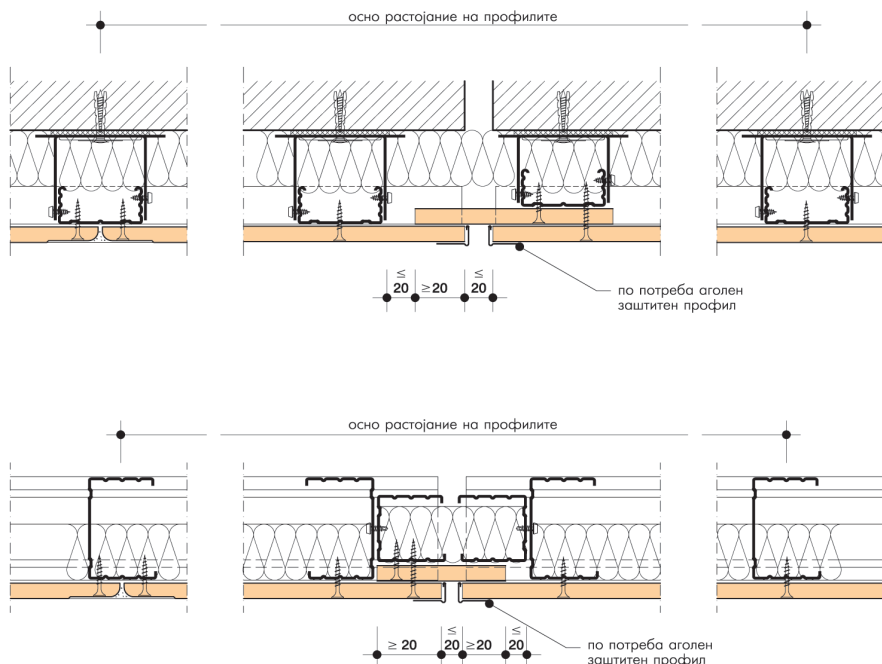 осно растојание на профилите
≤ ≤
20 ≥20 20
по потреба аголен
заштитен профил
осно растојание на профилите
≤ ≤
≥ 20 20 ≥20 20
по потреба аголен
заштитен профил